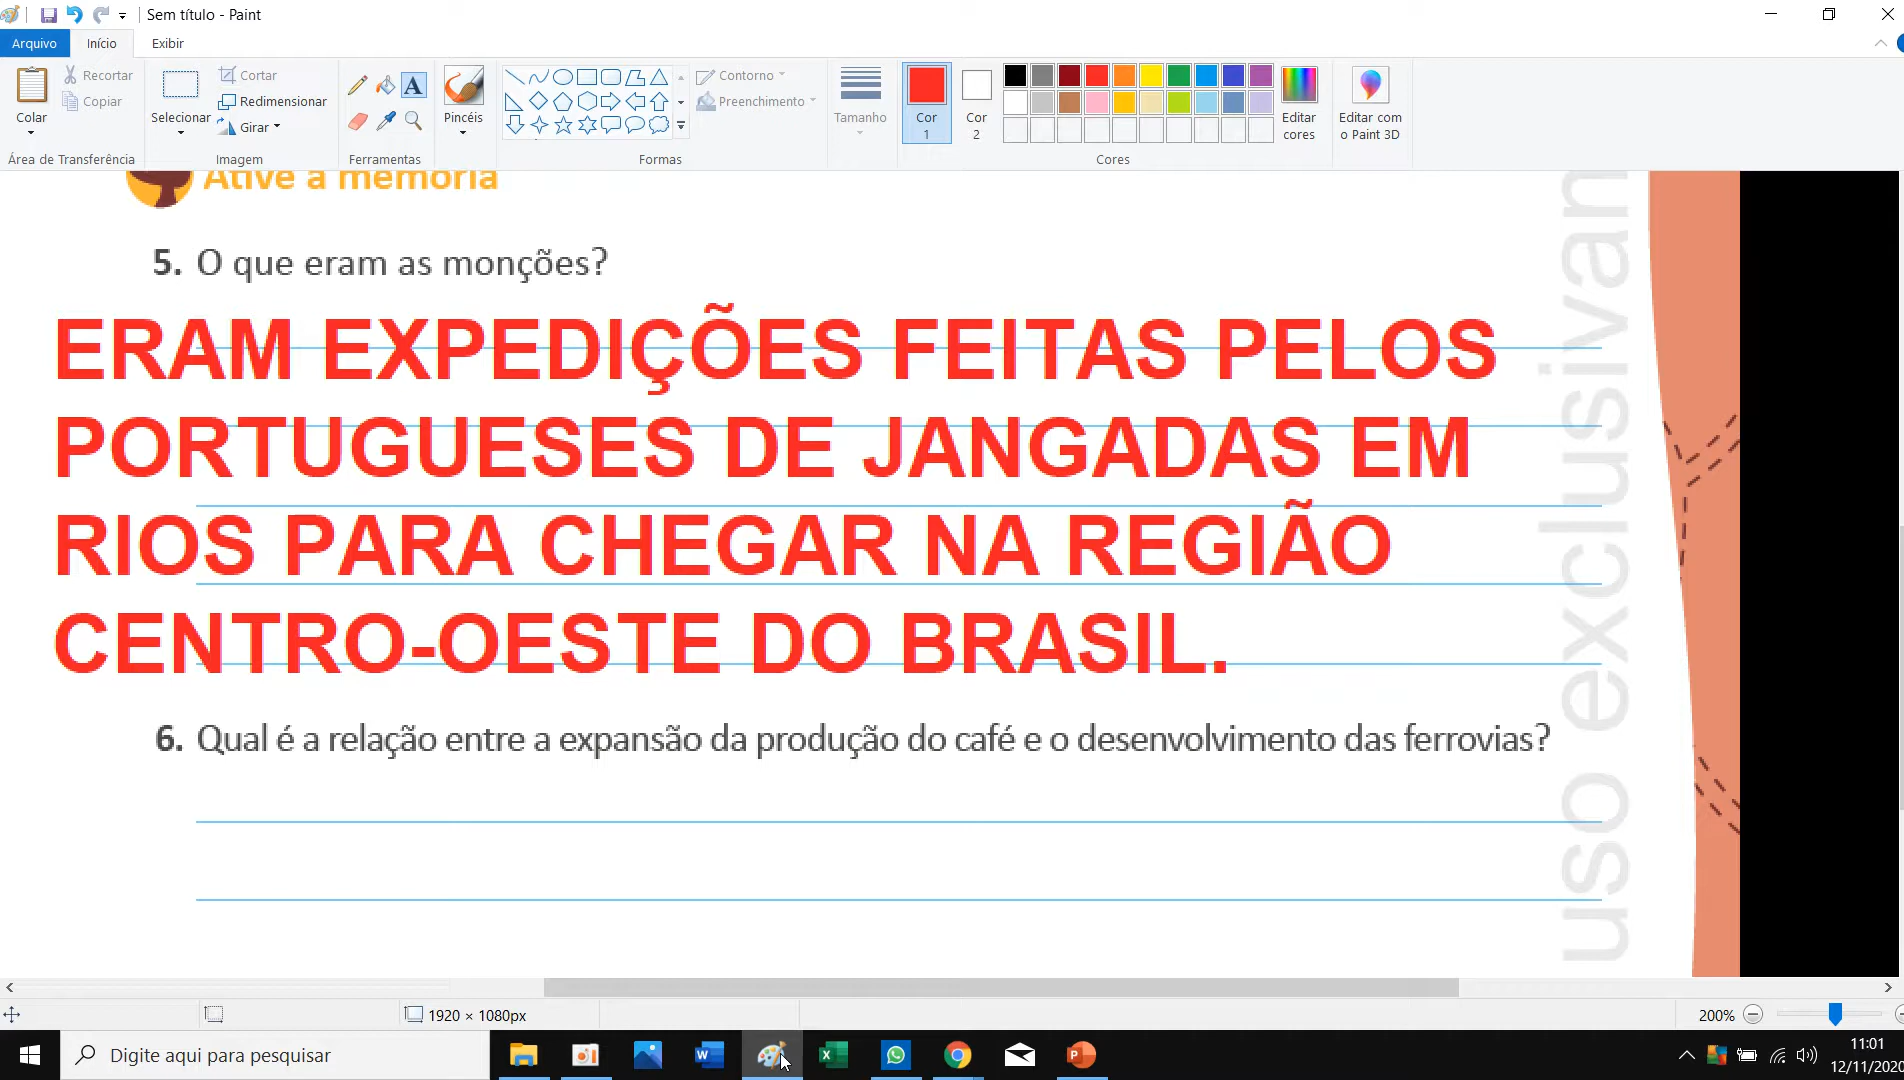 Sem título - Paint
Arquivo Início Exibir
Colar
Recortar
Copiar
Área de Transferência
Selecionar
Cortar
Redimensionar
Girar
Imagem
A
Ferramentas
Pincéis
Contorno
Preenchimento
Formas
Tamanho
Cor 1
Cor 2
Cores
Editar cores
Editar com o Paint 3D
Ative a memória
5. O que eram as monções?
ERAM EXPEDIÇÕES FEITAS PELOS
PORTUGUESES DE JANGADAS EM
RIOS PARA CHEGAR NA REGIÃO
CENTRO-OESTE DO BRASIL.
6. Qual é a relação entre a expansão da produção do café e o desenvolvimento das ferrovias?
uso exclusivam
1920 × 1080px
200%
Digite aqui para pesquisar
11:01
12/11/2020